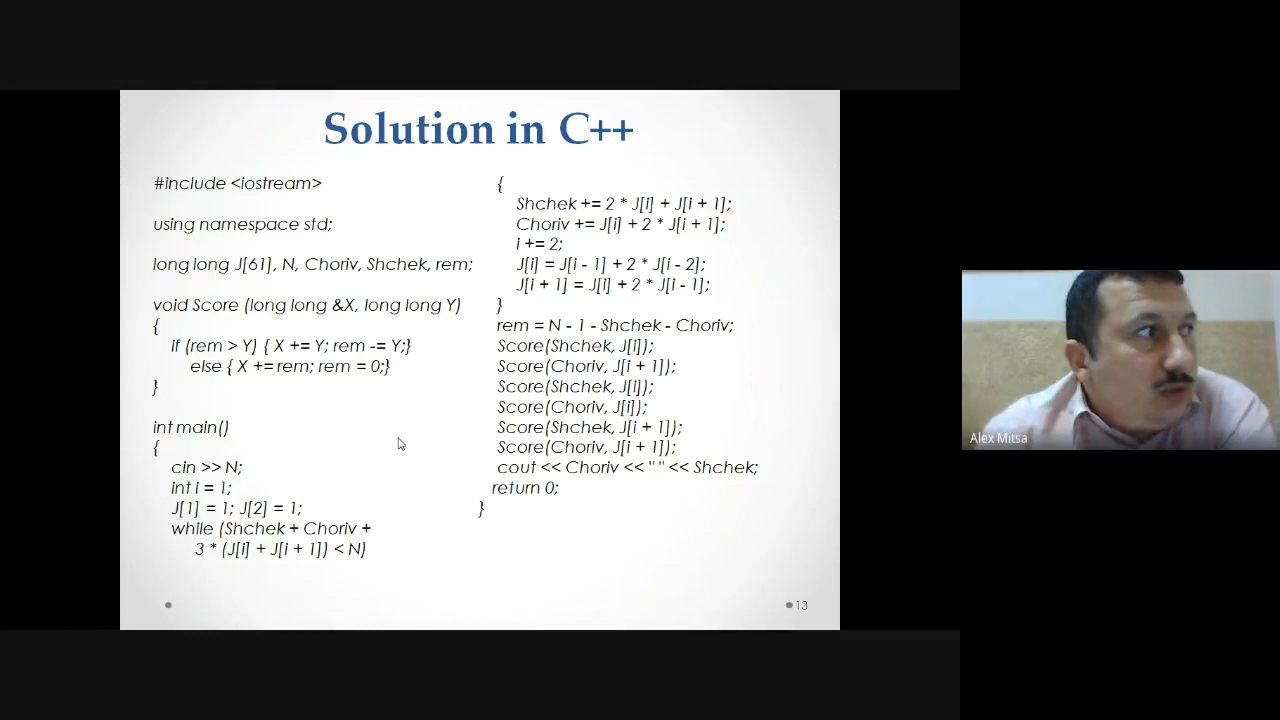 Solution in C++
#include <iostream>
using namespace std;
long long J[61], N, Choriv, Shchek, rem;
void Score (long long &X, long long Y)
{
if (rem > Y) { X += Y; rem -= Y;}
else { X += rem; rem = 0;}
}
int main()
{
cin >> N;
int i = 1;
J[1] = 1; J[2] = 1;
while (Shchek + Choriv +
3 * (J[i] + J[i + 1]) < N)
{
Shchek += 2 * J[i] + J[i + 1];
Choriv += J[i] + 2 * J[i + 1];
i += 2;
J[i] = J[i - 1] + 2 * J[i - 2];
J[i + 1] = J[i] + 2 * J[i - 1];
}
rem = N - 1 - Shchek - Choriv;
Score(Shchek, J[i]);
Score(Choriv, J[i + 1]);
Score(Shchek, J[i]);
Score(Choriv, J[i]);
Score(Shchek, J[i + 1]);
Score(Choriv, J[i + 1]);
cout << Choriv << " " << Shchek;
return 0;
}
13
Alex Mitsa